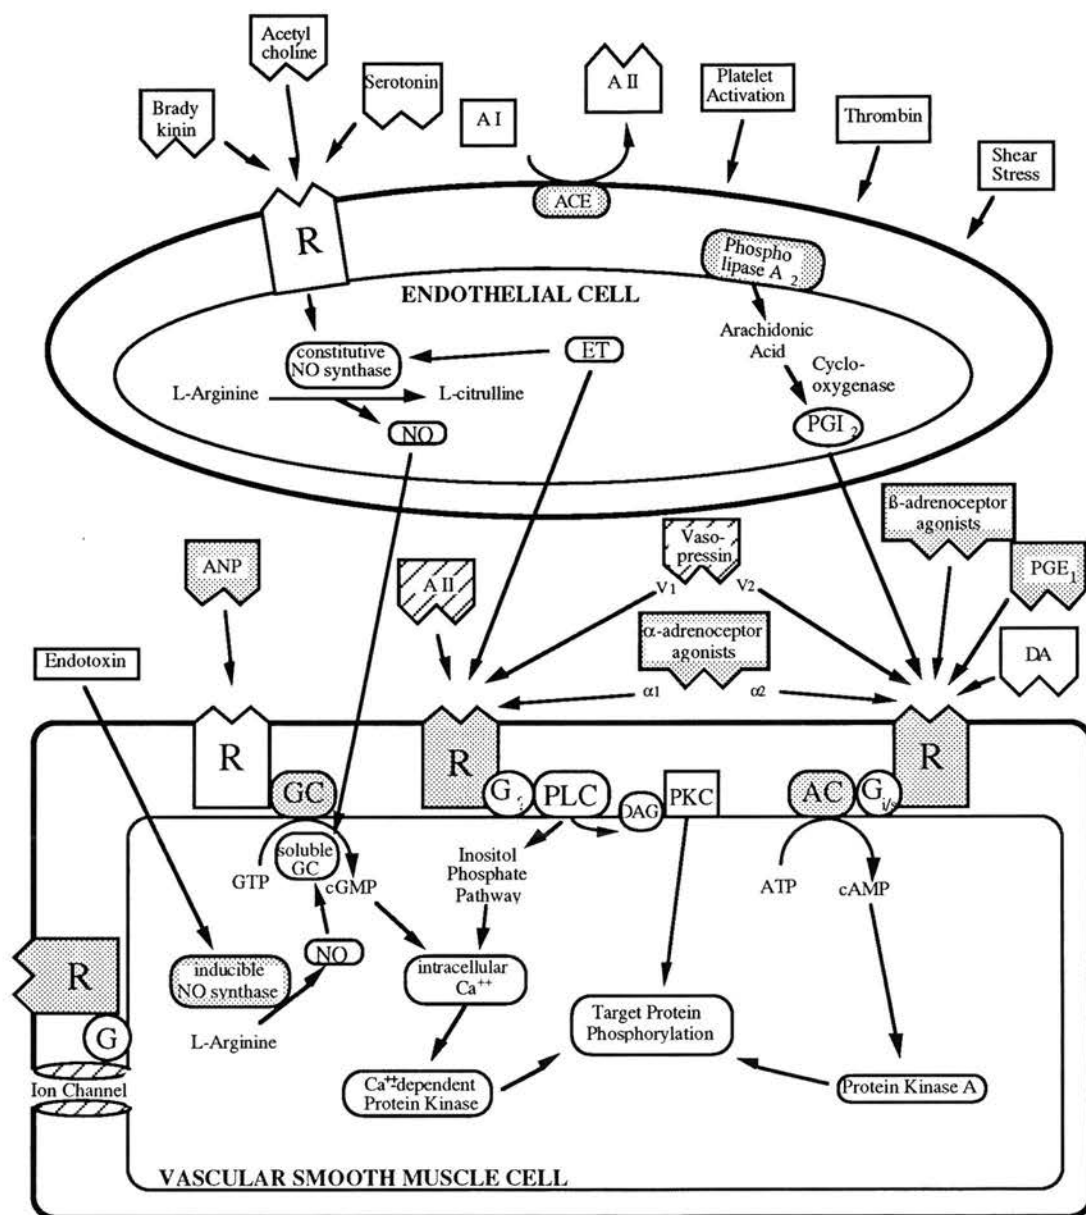 Acetyl
choline
Serotonin
Brady
kinin
A I
A II
Platelet
Activation
Thrombin
Shear
Stress
ACE
R
Phospho
lipase A 2
ENDOTHELIAL CELL
constitutive
NO synthase
ET
Arachidonic
Acid
Cyclo-
oxygenase
L-Arginine
L-citrulline
NO
PGI 2
ß-adrenoceptor
agonists
Vaso-
pressin
V1
V2
ANP
A II
PGE1
α-adrenoceptor
agonists
α1
α2
DA
Endotoxin
R
R
R
GC
G
PLC
DAG
PKC
AC
G i/s
soluble
GC
GTP
cGMP
Inositol
Phosphate
Pathway
ATP
cAMP
NO
R
inducible
NO synthase
intracellular
Ca++
L-Arginine
Target Protein
Phosphorylation
G
Ion Channel
Ca++-dependent
Protein Kinase
Protein Kinase A
VASCULAR SMOOTH MUSCLE CELL